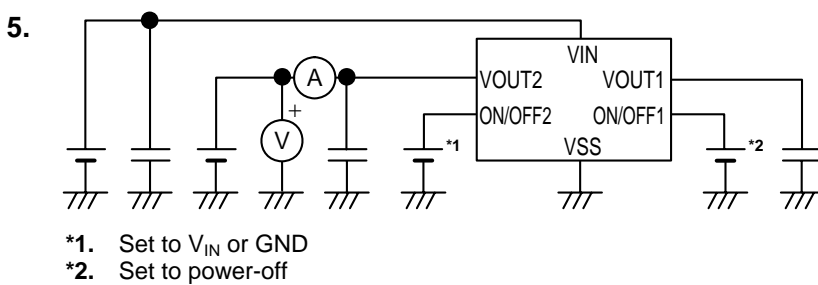 5.
VIN
A
VOUT2 VOUT1
+
ON/OFF2 ON/OFF1
V
*1 VSS *2
*1. Set to VIN or GND
*2. Set to power-off